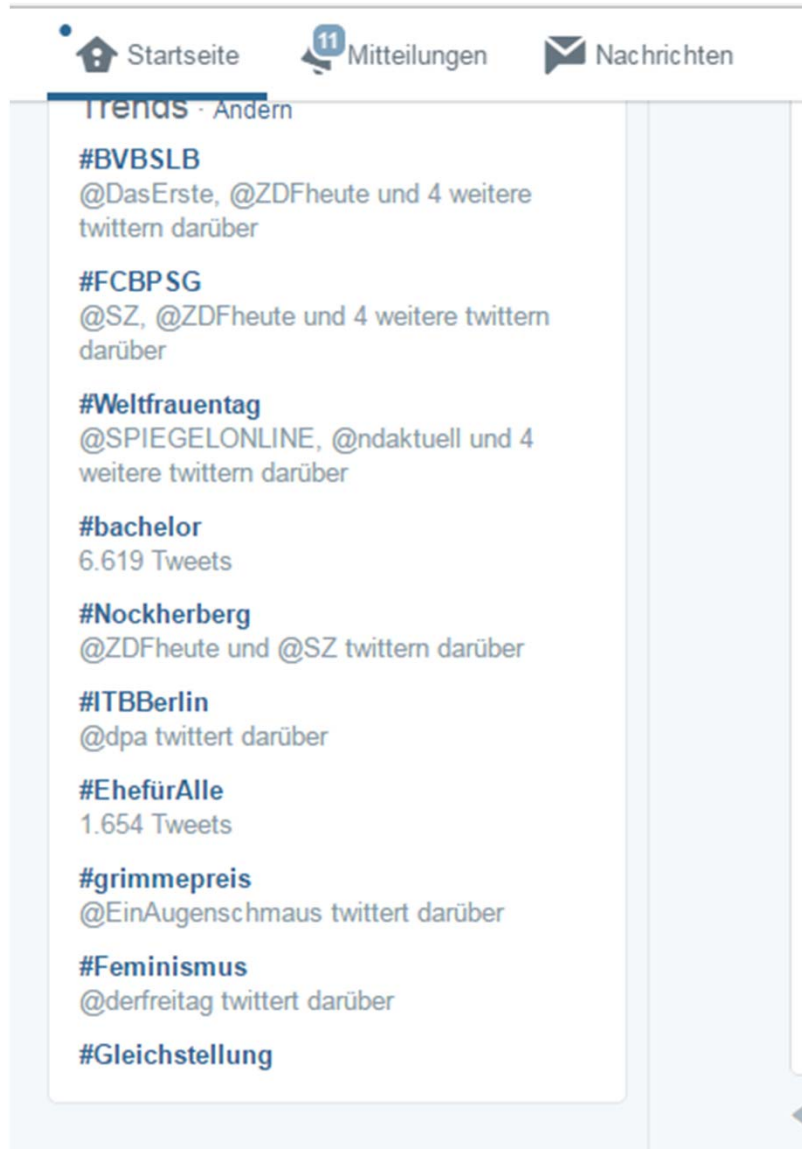 Startseite
11
Mitteilungen
Nachrichten
Trends · Ändern
#BVBSLB
@DasErste, @ZDFheute und 4 weitere
twittern darüber
#FCBPSG
@SZ, @ZDFheute und 4 weitere twittern
darüber
#Weltfrauentag
@SPIEGELONLINE, @ndaktuell und 4
weitere twittern darüber
#bachelor
6.619 Tweets
#Nockherberg
@ZDFheute und @SZ twittern darüber
#ITBBerlin
@dpa twittert darüber
#EhefürAlle
1.654 Tweets
#grimmepreis
@EinAugenschmaus twittert darüber
#Feminismus
@derfreitag twittert darüber
#Gleichstellung